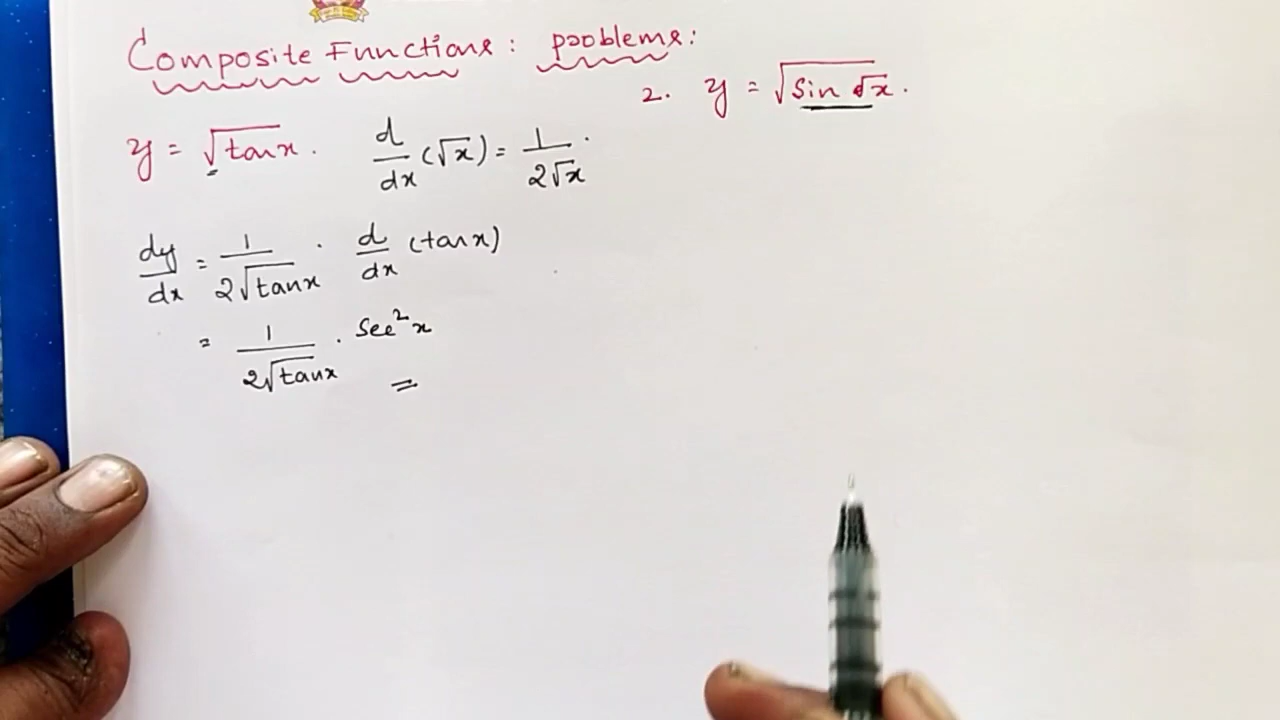 Composite Functions: problems:
y = √tanx. d/dx (√x) = 1/2√x.
dy/dx = 1/2√tanx . d/dx (tanx)
= 1/2√tanx . Sec²x
2. y = √sin √x.